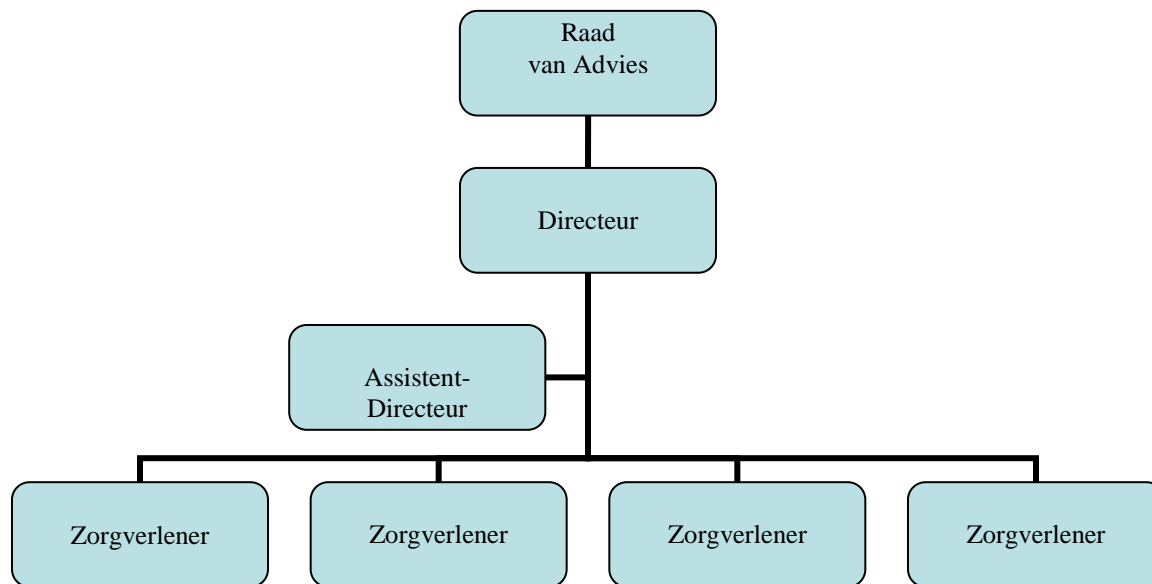 Raad
van Advies
Directeur
Assistent-
Directeur
Zorgverlener
Zorgverlener
Zorgverlener
Zorgverlener